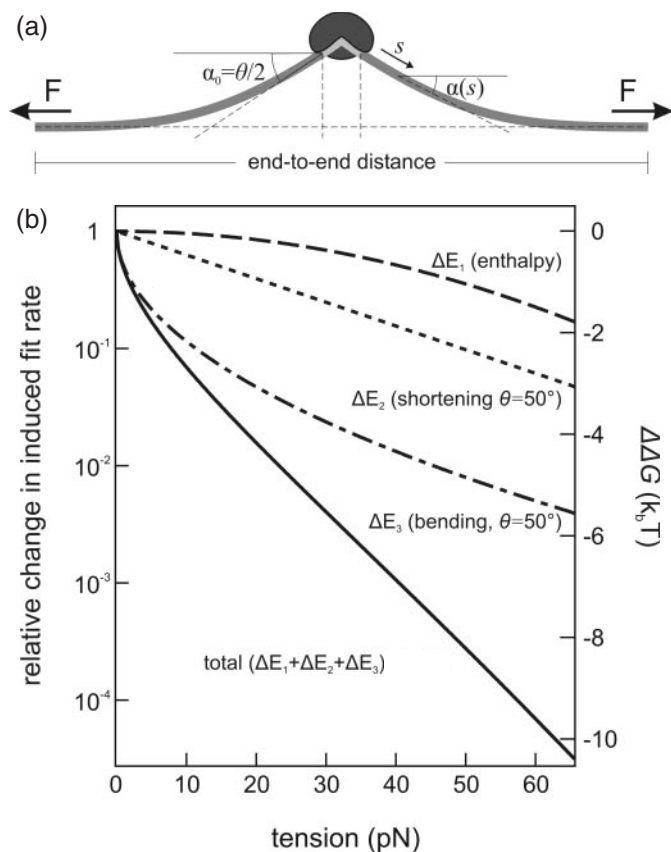 (a)
s
α₀=θ/2
α(s)
F
F
end-to-end distance
(b)
relative change in induced fit rate
1
10⁻¹
10⁻²
10⁻³
10⁻⁴
ΔE₁ (enthalpy)
ΔE₂ (shortening θ=50°)
ΔE₃ (bending, θ=50°)
total (ΔE₁+ΔE₂+ΔE₃)
0
-2
-4
-6
-8
-10
ΔΔG (k_bT)
0 10 20 30 40 50 60
tension (pN)